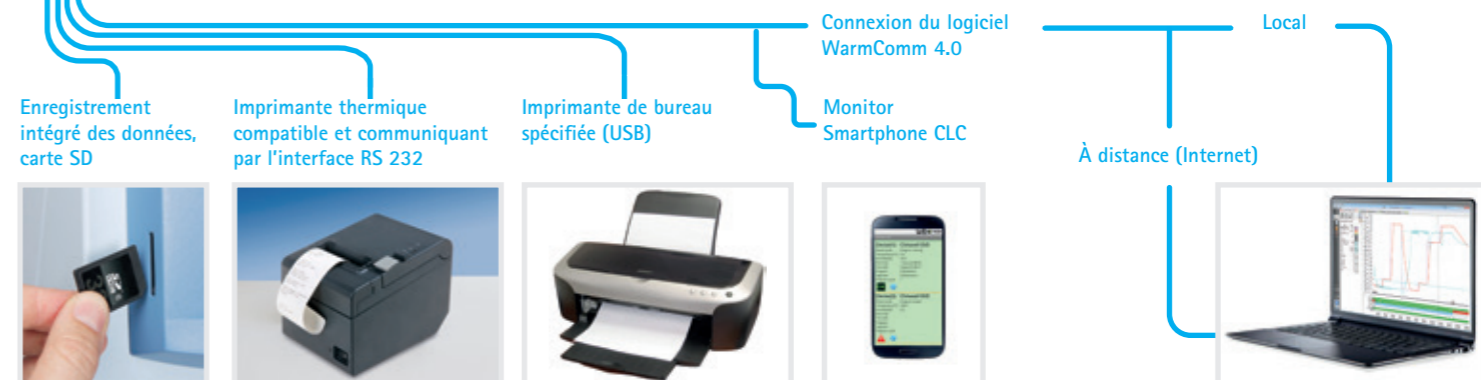 Connexion du logiciel
WarmComm 4.0
Local
Enregistrement
intégré des données,
carte SD
Imprimante thermique
compatible et communiquant
par l'interface RS 232
Imprimante de bureau
spécifiée (USB)
Monitor
Smartphone CLC
À distance (Internet)